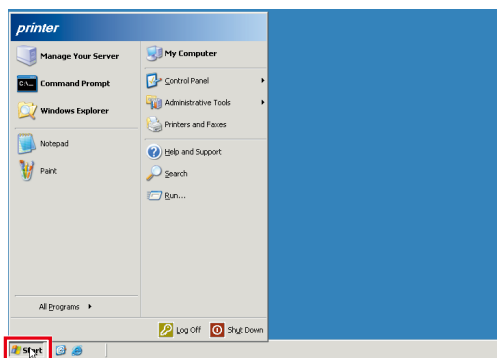 printer
Manage Your Server
Command Prompt
Windows Explorer
Notepad
Paint
All Programs
My Computer
Control Panel
Administrative Tools
Printers and Faxes
Help and Support
Search
Run...
Log Off
Shut Down
Start